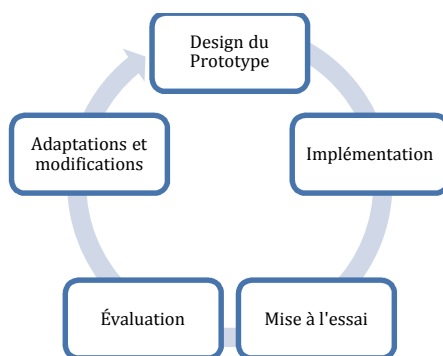 Design du
Prototype
Adaptations et
modifications
Implémentation
Évaluation
Mise à l'essai